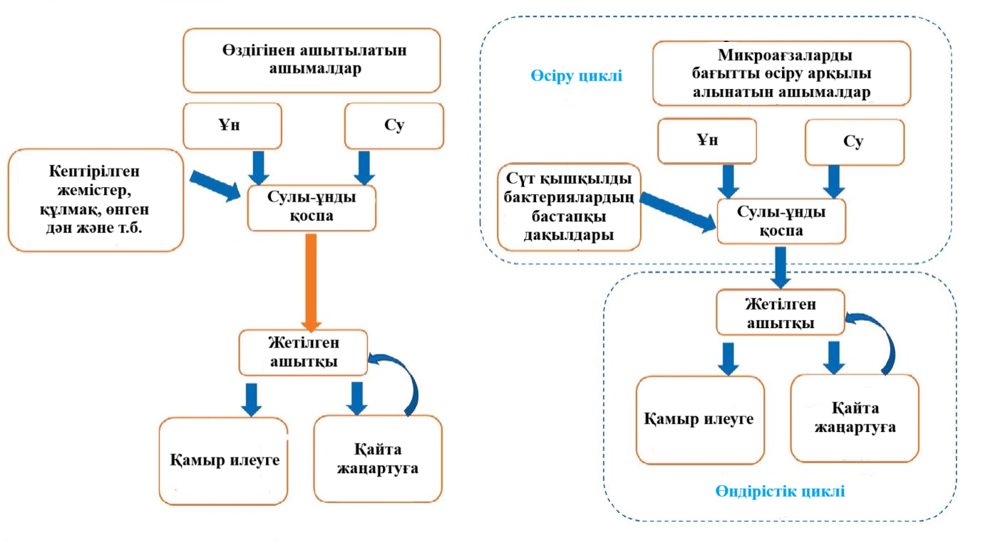 Өздігінен ашытылатын
ашымалдар
Ұн
Су
Кептірілген
жемістер,
құлмақ, өнген
дән және т.б.
Сулы-ұнды
қоспа
Жетілген
ашытқы
Қамыр илеуге
Қайта
жаңартуға
Өсіру циклі
Микроағзаларды
бағытты өсіру арқылы
алынатын ашымалдар
Ұн
Су
Сүт қышқылды
бактериялардың
бастапқы
дақылдары
Сулы-ұнды
қоспа
Жетілген
ашытқы
Қамыр илеуге
Қайта
жаңартуға
Өндірістік циклі